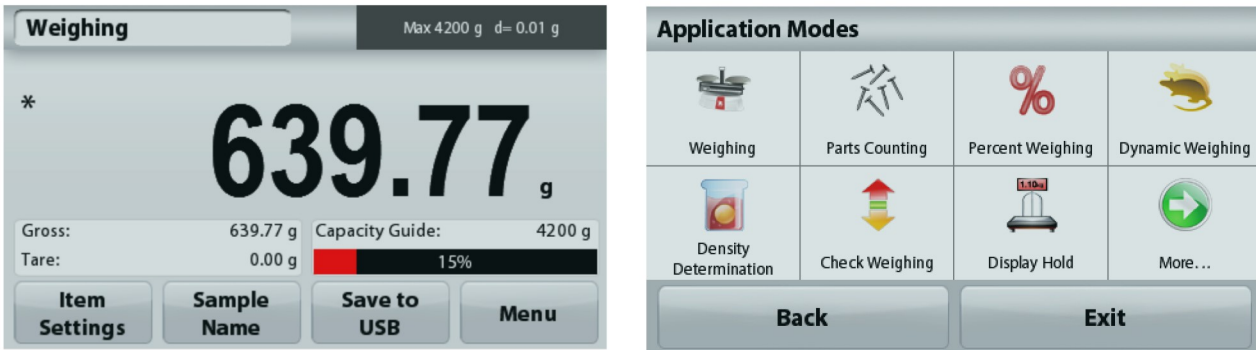 Weighing
Max 4200 g d= 0.01 g
*
639.77 g
Gross: 639.77 g
Tare: 0.00 g
Capacity Guide: 4200 g
15%
Item
Settings
Sample
Name
Save to
USB
Menu
Application Modes
Weighing
Parts Counting
Percent Weighing
Dynamic Weighing
1.10kg
Density
Determination
Check Weighing
Display Hold
More...
Back
Exit